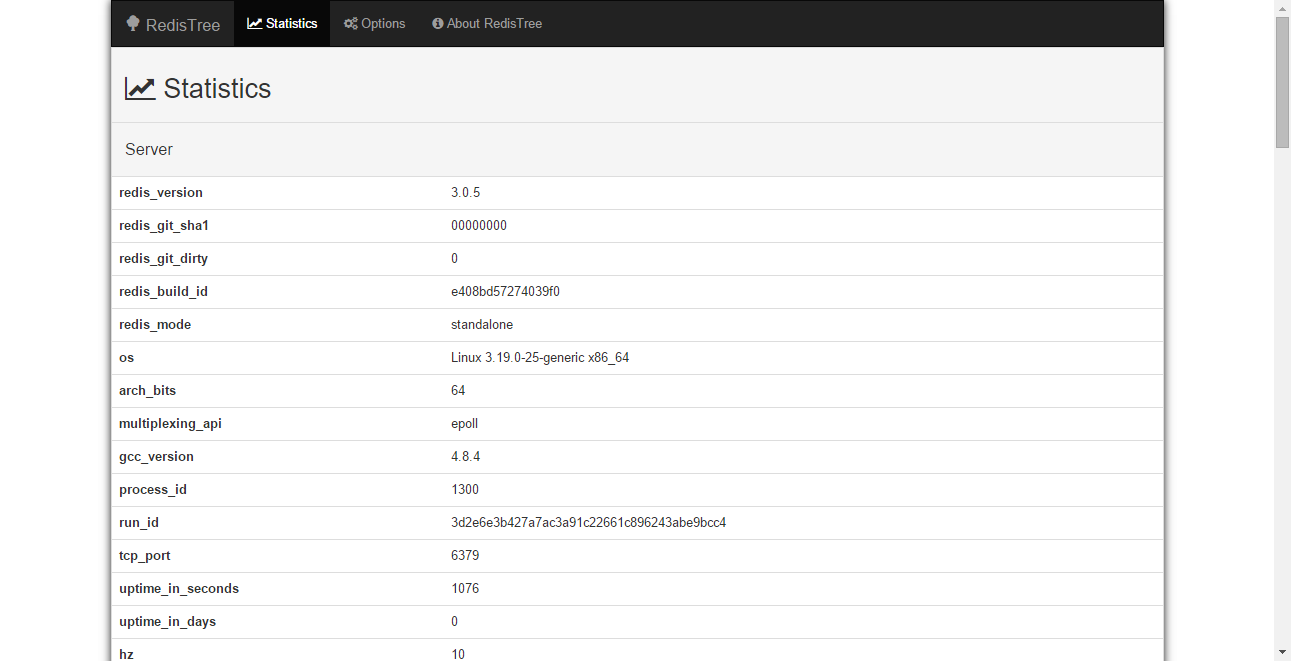 RedisTree Statistics Options About RedisTree
Statistics
Server
redis_version 3.0.5
redis_git_sha1 00000000
redis_git_dirty 0
redis_build_id e408bd57274039f0
redis_mode standalone
os Linux 3.19.0-25-generic x86_64
arch_bits 64
multiplexing_api epoll
gcc_version 4.8.4
process_id 1300
run_id 3d2e6e3b427a7ac3a91c22661c896243abe9bcc4
tcp_port 6379
uptime_in_seconds 1076
uptime_in_days 0
hz 10